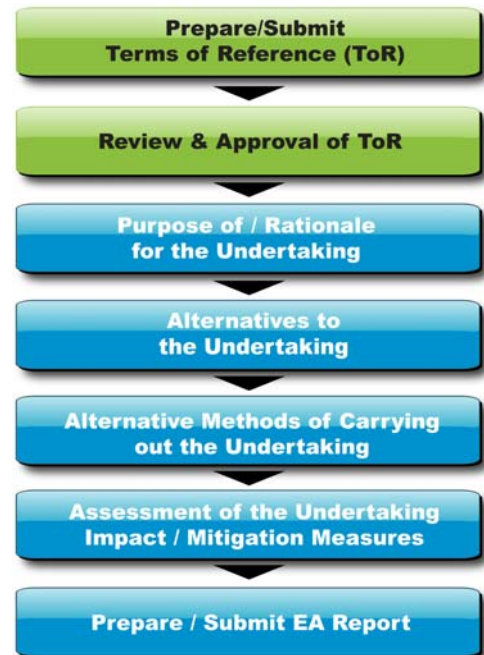 Prepare/Submit
Terms of Reference (ToR)
Review & Approval of ToR
Purpose of / Rationale
for the Undertaking
Alternatives to
the Undertaking
Alternative Methods of Carrying
out the Undertaking
Assessment of the Undertaking
Impact / Mitigation Measures
Prepare / Submit EA Report